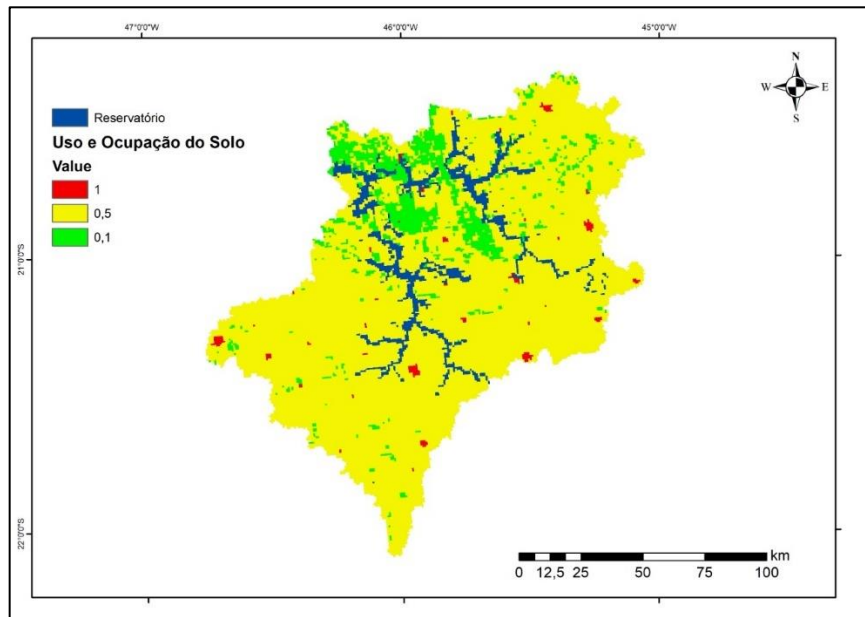 47°0'0"W 46°0'0"W 45°0'0"W
N
W E
S
Reservatório
Uso e Ocupação do Solo
Value
1
0,5
0,1
21°0'0"S
22°0'0"S
km
0 12,5 25 50 75 100